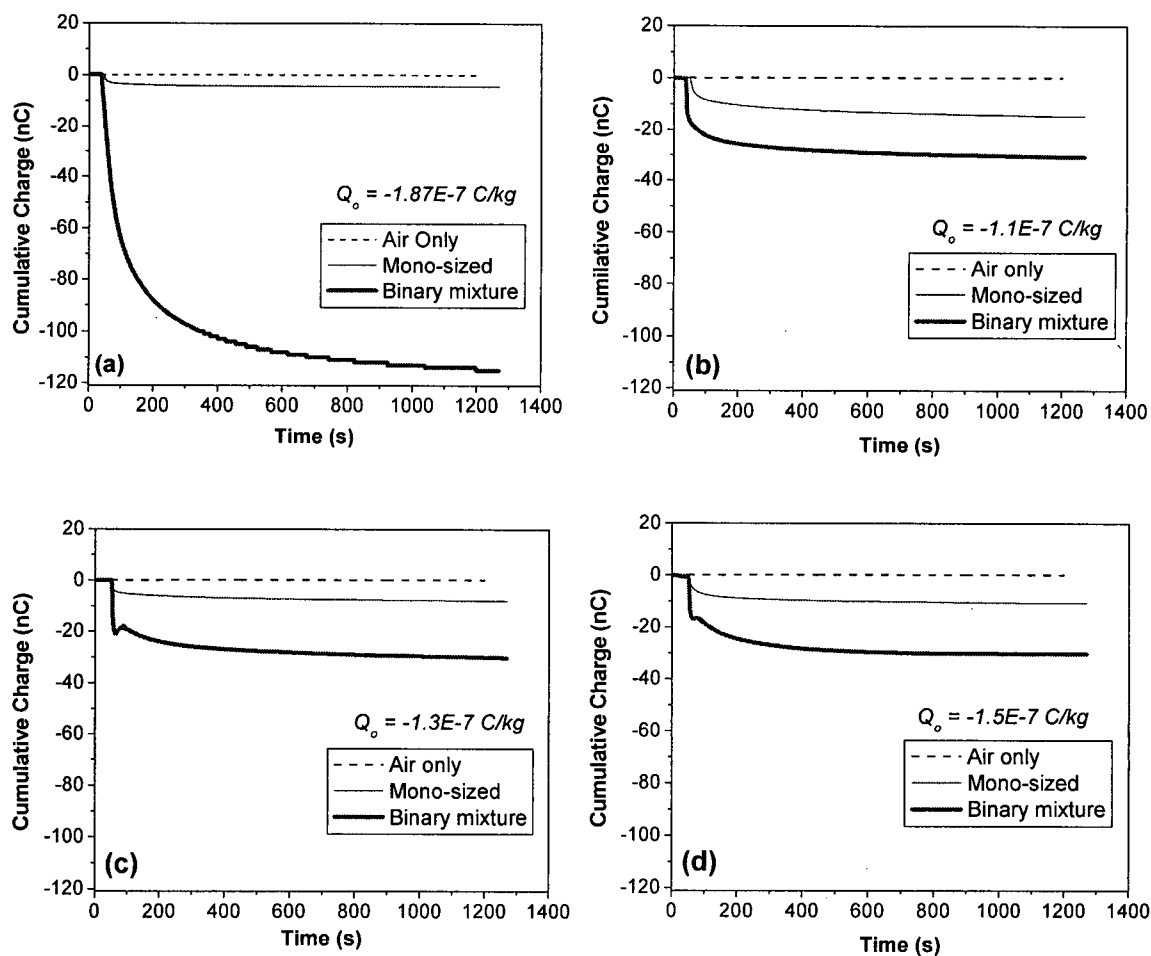 20
0
-20
-40
-60
-80
-100
-120
Cumulative Charge (nC)
Qo = -1.87E-7 C/kg
Air Only
Mono-sized
Binary mixture
(a)
0 200 400 600 800 1000 1200 1400
Time (s)
20
0
-20
-40
-60
-80
-100
-120
Cumilative Charge (nC)
Qo = -1.1E-7 C/kg
Air only
Mono-sized
Binary mixture
(b)
0 200 400 600 800 1000 1200 1400
Time (s)
20
0
-20
-40
-60
-80
-100
-120
Cumulative Charge (nC)
Qo = -1.3E-7 C/kg
Air only
Mono-sized
Binary mixture
(c)
0 200 400 600 800 1000 1200 1400
Time (s)
20
0
-20
-40
-60
-80
-100
-120
Cumulative Charge (nC)
Qo = -1.5E-7 C/kg
Air only
Mono-sized
Binary mixture
(d)
0 200 400 600 800 1000 1200 1400
Time (s)